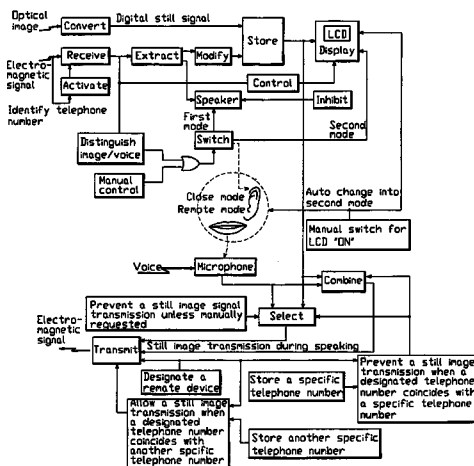 Optical
image
Convert
Digital still signal
Store
LCD
Display
Electro-
magnetic
signal
Receive
Extract
Modify
Activate
Control
Identify telephone
number
Speaker
Inhibit
First
mode
Second
mode
Distinguish
image/voice
Switch
Manual
control
Close mode
Remote mode
Auto change into
second mode
Manual switch for
LCD "ON"
Voice
Microphone
Combine
Prevent a still image signal
transmission unless manually
requested
Select
Electro-
magnetic
signal
Transmit
Still image transmission during speaking
Designate a
remate device
Store a specific
telephone number
Prevent a still image
transmission when a
designated telephone
number coincides with
a specific telephone
number
Allow a still image
transmission when
a designated
telephone number
coincides with
another spcific
telephone number
Store another specific
telephone number